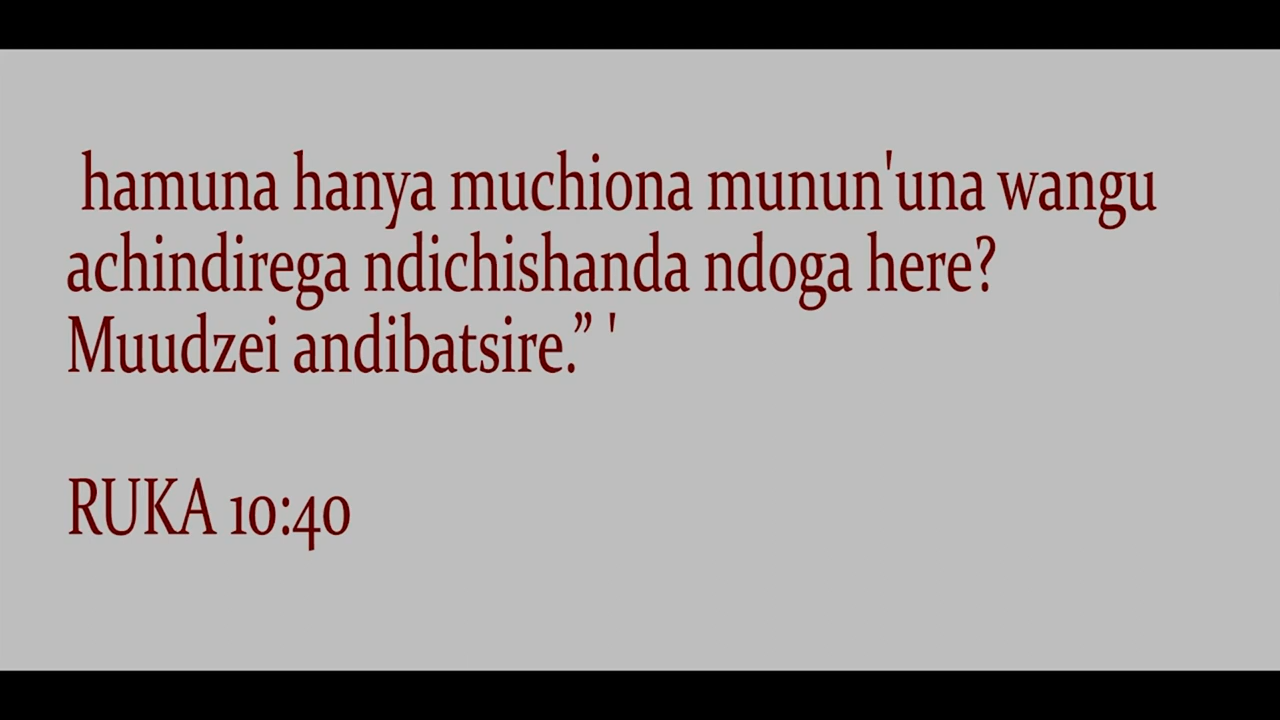 hamuna hanya muchiona munun'una wangu
achindirega ndichishanda ndoga here?
Muudzei andibatsire.” '
RUKA 10:40